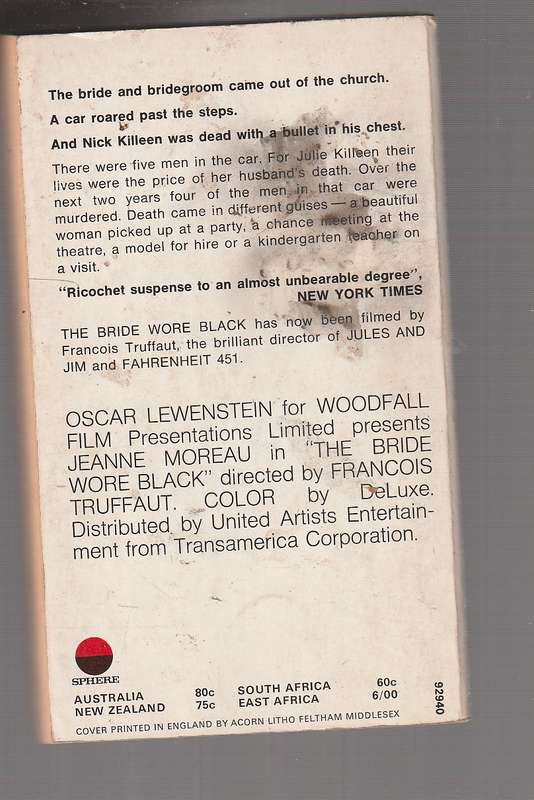 The bride and bridegroom came out of the church.
A car roared past the steps.
And Nick Killeen was dead with a bullet in his chest.
There were five men in the car. For Julie Killeen their
lives were the price of her husband's death. Over the
next two years four of the men in that car were
murdered. Death came in different guises — a beautiful
woman picked up at a party, a chance meeting at the
theatre, a model for hire or a kindergarten teacher on
a visit.
"Ricochet suspense to an almost unbearable degree",
NEW YORK TIMES
THE BRIDE WORE BLACK has now been filmed by
Francois Truffaut, the brilliant director of JULES AND
JIM and FAHRENHEIT 451.
OSCAR LEWENSTEIN for WOODFALL
FILM Presentations Limited presents
JEANNE MOREAU in "THE BRIDE
WORE BLACK" directed by FRANCOIS
TRUFFAUT. COLOR by DeLuxe.
Distributed by United Artists Entertain-
ment from Transamerica Corporation.
SPHERE
AUSTRALIA 80c SOUTH AFRICA 60c
NEW ZEALAND 75c EAST AFRICA 6/00
COVER PRINTED IN ENGLAND BY ACORN LITHO FELTHAM MIDDLESEX
92940